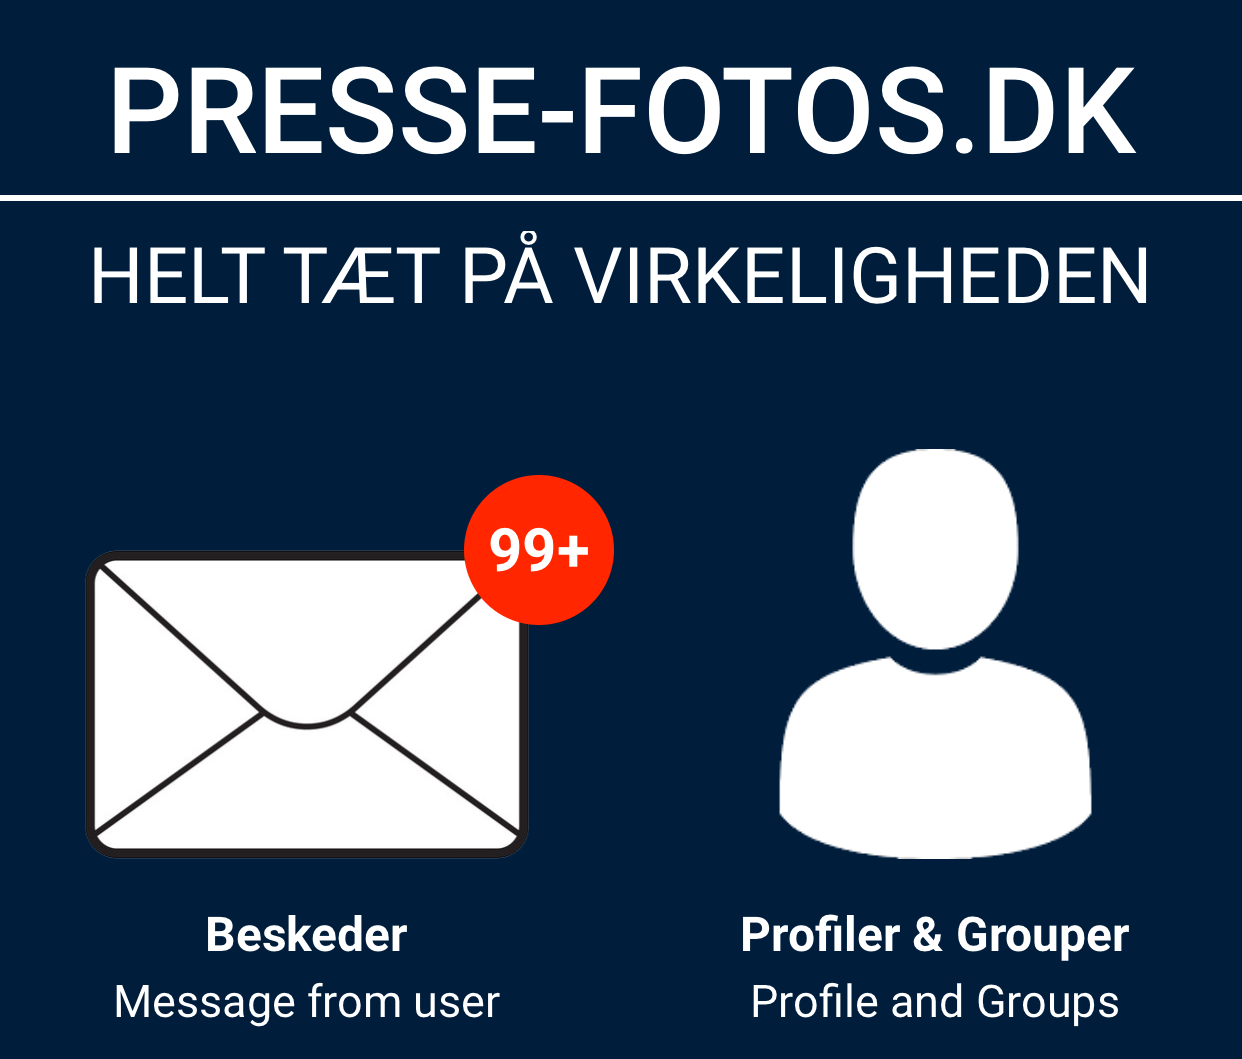 PRESSE-FOTOS.DK
HELT TÆT PÅ VIRKELIGHEDEN
99+
Beskeder
Message from user
Profiler & Grouper
Profile and Groups